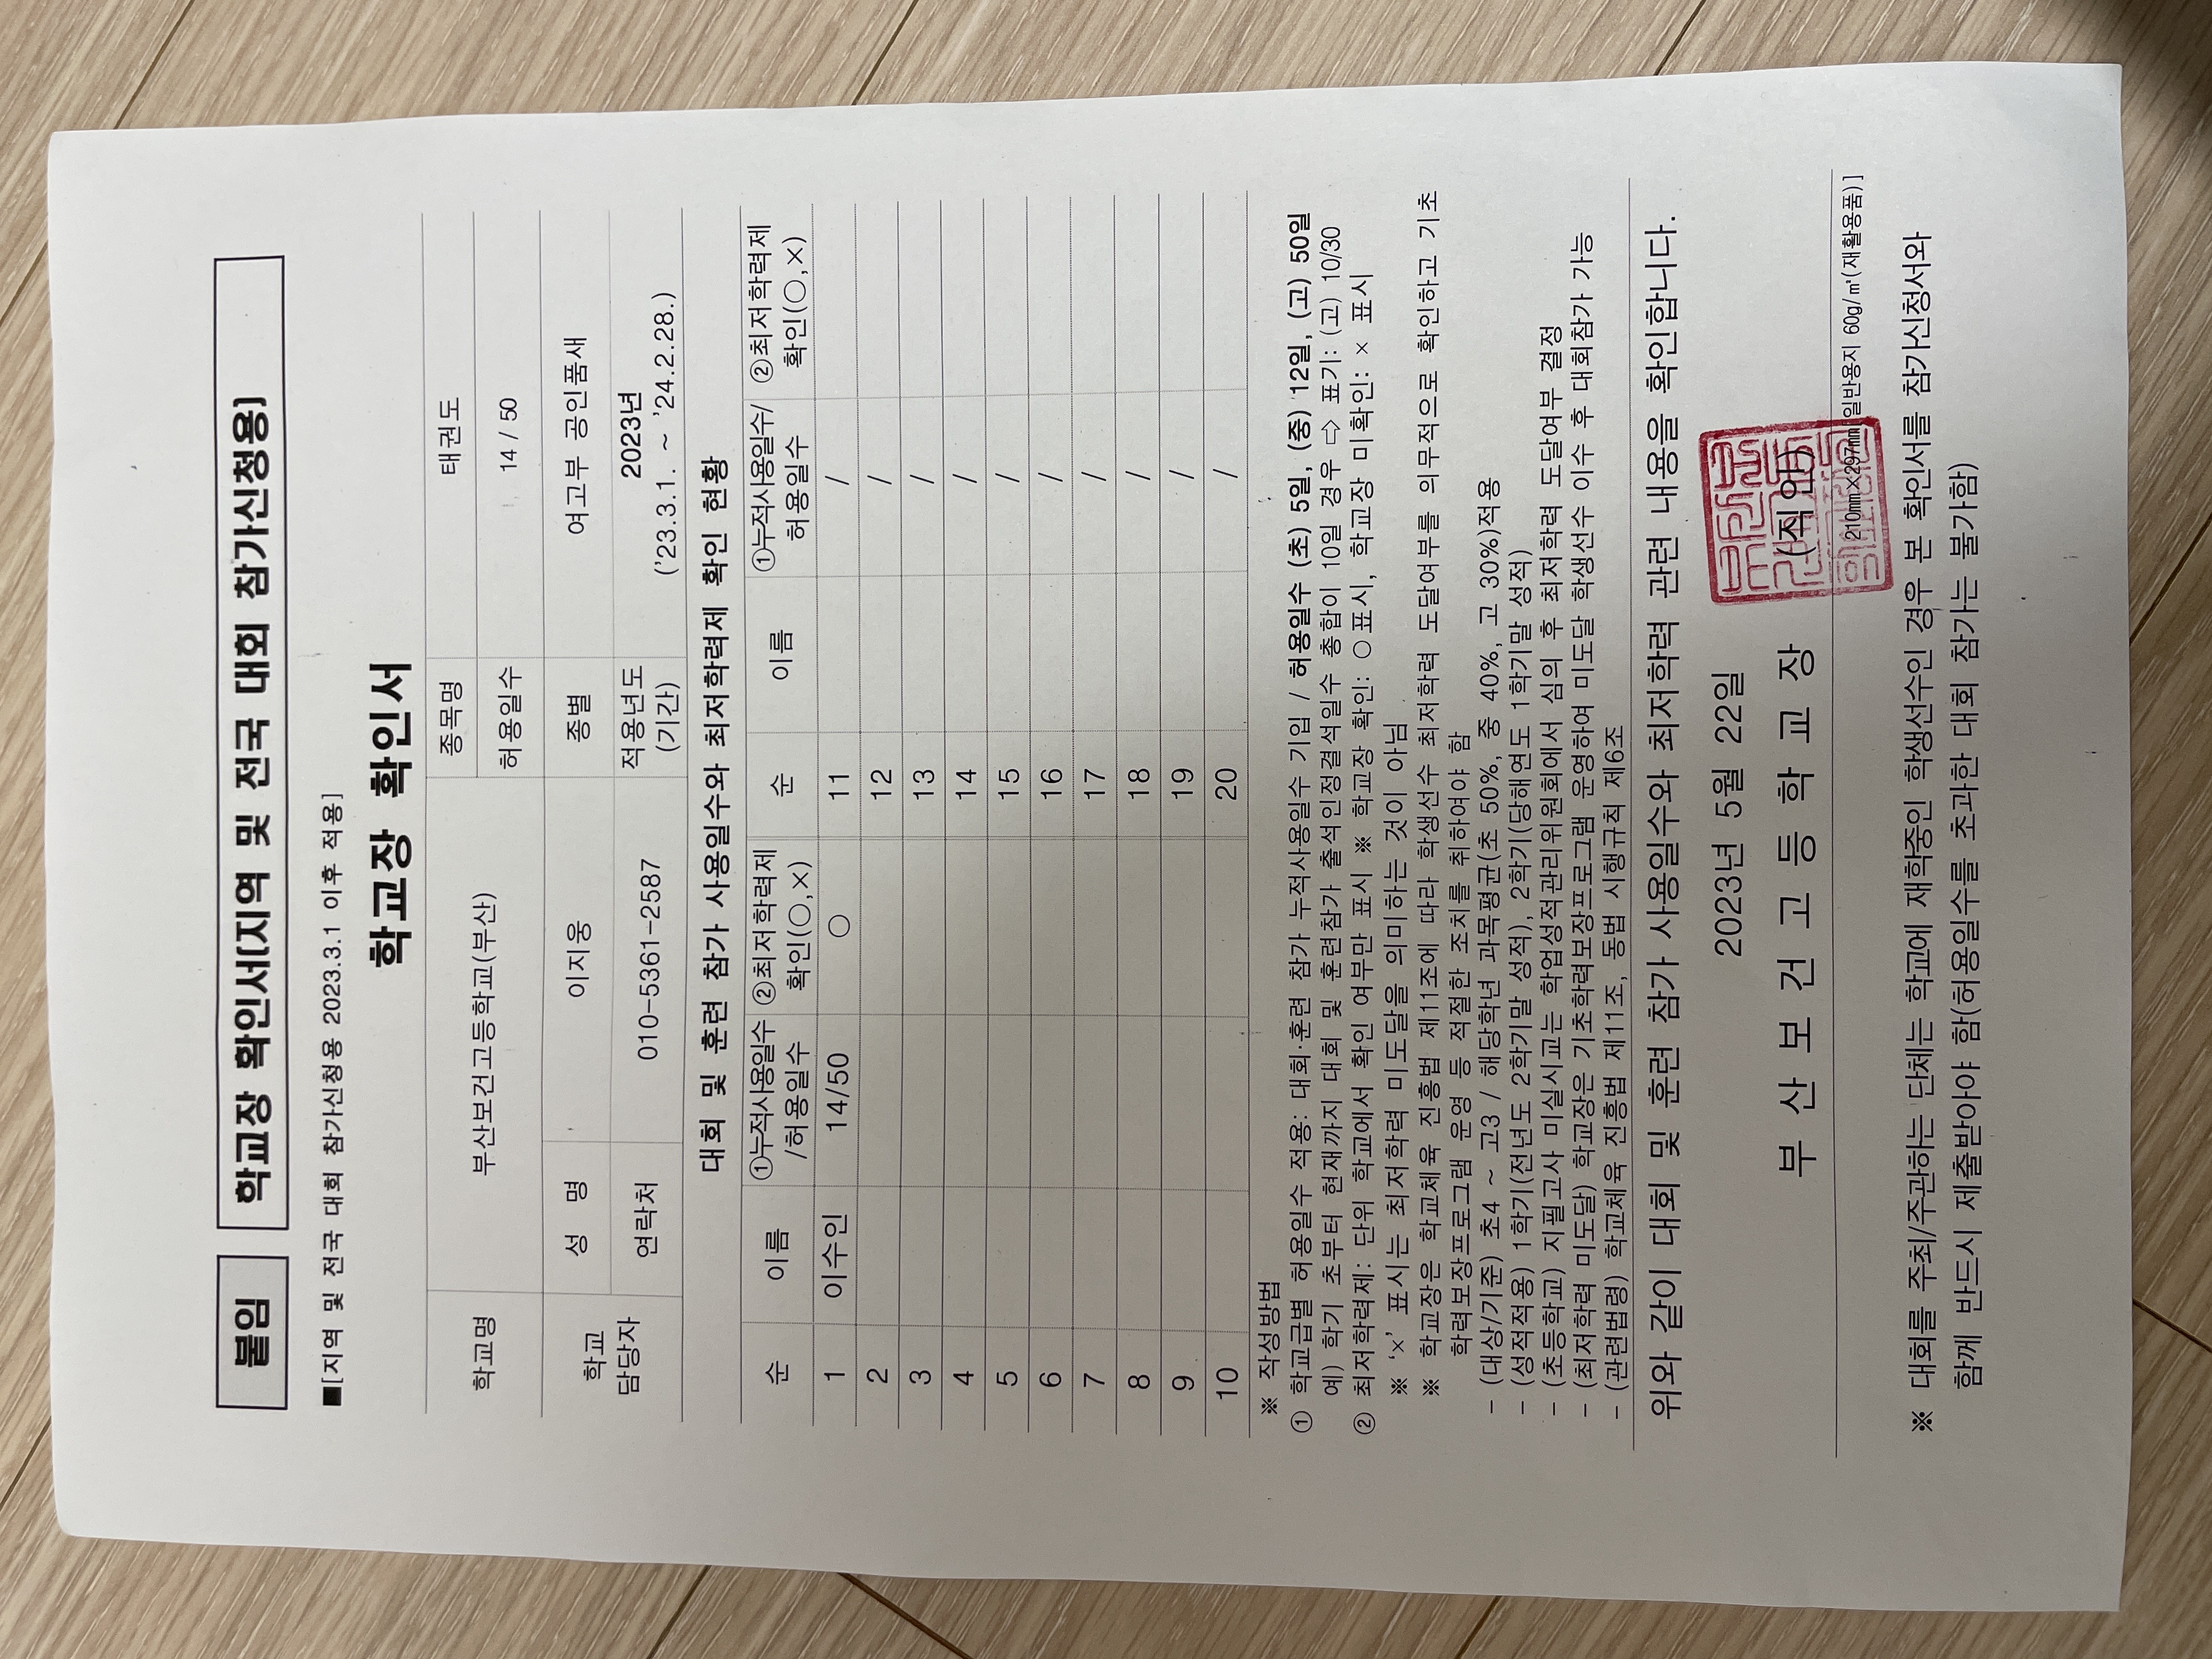 붙임 학교장 확인서(지역 및 전국 대회 참가신청용)
■[지역 및 전국 대회 참가신청용 2023.3.1 이후 적용]
학교장 확인서
학교명 부산보건고등학교(부산) 종목명 태권도
허용일수 14 / 50
학교 담당자 성 명 이지웅 종별 여고부 공인품새
연락처 010-5361-2587 적용년도 (기간) 2023년
('23.3.1. ~ '24.2.28.)
대회 및 훈련 참가 사용일수와 최저학력제 확인 현황
순 이름 ①누적사용일수 /허용일수 ②최저학력제 확인(○,×) 순 이름 ①누적사용일수/ 허용일수 ②최저학력제 확인(○,×)
1 이수인 14/50 ○ 11 /
2 12 /
3 13 /
4 14 /
5 15 /
6 16 /
7 17 /
8 18 /
9 19 /
10 20 /
※ 작성방법
① 학교급별 허용일수 적용: 대회·훈련 참가 누적사용일수 기입 / 허용일수 (초) 5일, (중) 12일, (고) 50일
예) 학기 초부터 현재까지 대회 및 훈련참가 출석인정결석일수 총합이 10일 경우 ⇨ 표기: (고) 10/30
② 최저학력제: 단위 학교에서 확인 여부만 표시 ※ 학교장 확인: ○표시, 학교장 미확인: × 표시
※ '×' 표시는 최저학력 미도달을 의미하는 것이 아님
※ 학교장은 학교체육 진흥법 제11조에 따라 학생선수 최저학력 도달여부를 의무적으로 확인하고 기초
학력보장프로그램 운영 등 적절한 조치를 취하여야 함
- (대상/기준) 초4 ~ 고3 / 해당학년 과목평균(초 50%, 중 40%, 고 30%)적용
- (성적적용) 1학기(전년도 2학기말 성적), 2학기(당해연도 1학기말 성적)
- (초등학교) 지필고사 미실시교는 학업성적관리위원회에서 심의 후 최저학력 도달여부 결정
- (최저학력 미도달) 학교장은 기초학력보장프로그램 운영하여 미도달 학생선수 이수 후 대회참가 가능
- (관련법령) 학교체육 진흥법 제11조, 동법 시행규칙 제6조
위와 같이 대회 및 훈련 참가 사용일수와 최저학력 관련 내용을 확인합니다.
2023년 5월 22일
부 산 보 건 고 등 학 교 장 (직인)
210㎜×297㎜[일반용지 60g/㎡(재활용품)]
※ 대회를 주최/주관하는 단체는 학교에 재학중인 학생선수인 경우 본 확인서를 참가신청서와
함께 반드시 제출받아야 함(허용일수를 초과한 대회 참가는 불가함)